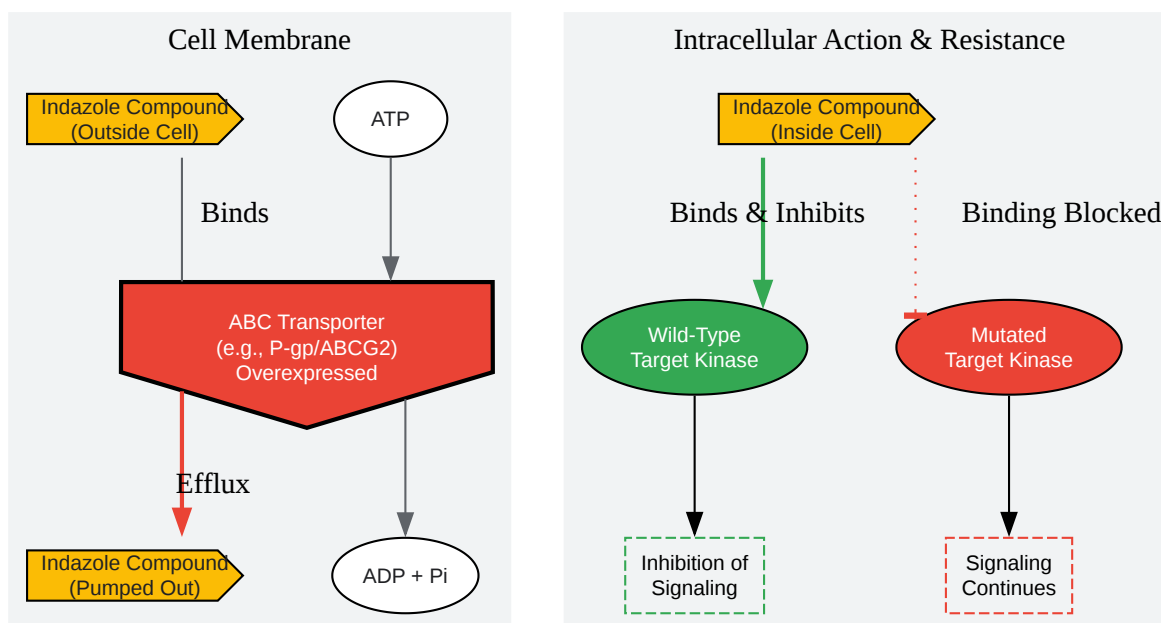 Cell Membrane
Indazole Compound
(Outside Cell)
ATP
Binds
ABC Transporter
(e.g., P-gp/ABCG2)
Overexpressed
Efflux
Indazole Compound
(Pumped Out)
ADP + Pi
Intracellular Action & Resistance
Indazole Compound
(Inside Cell)
Binds & Inhibits
Binding Blocked
Wild-Type
Target Kinase
Mutated
Target Kinase
Inhibition of
Signaling
Signaling
Continues